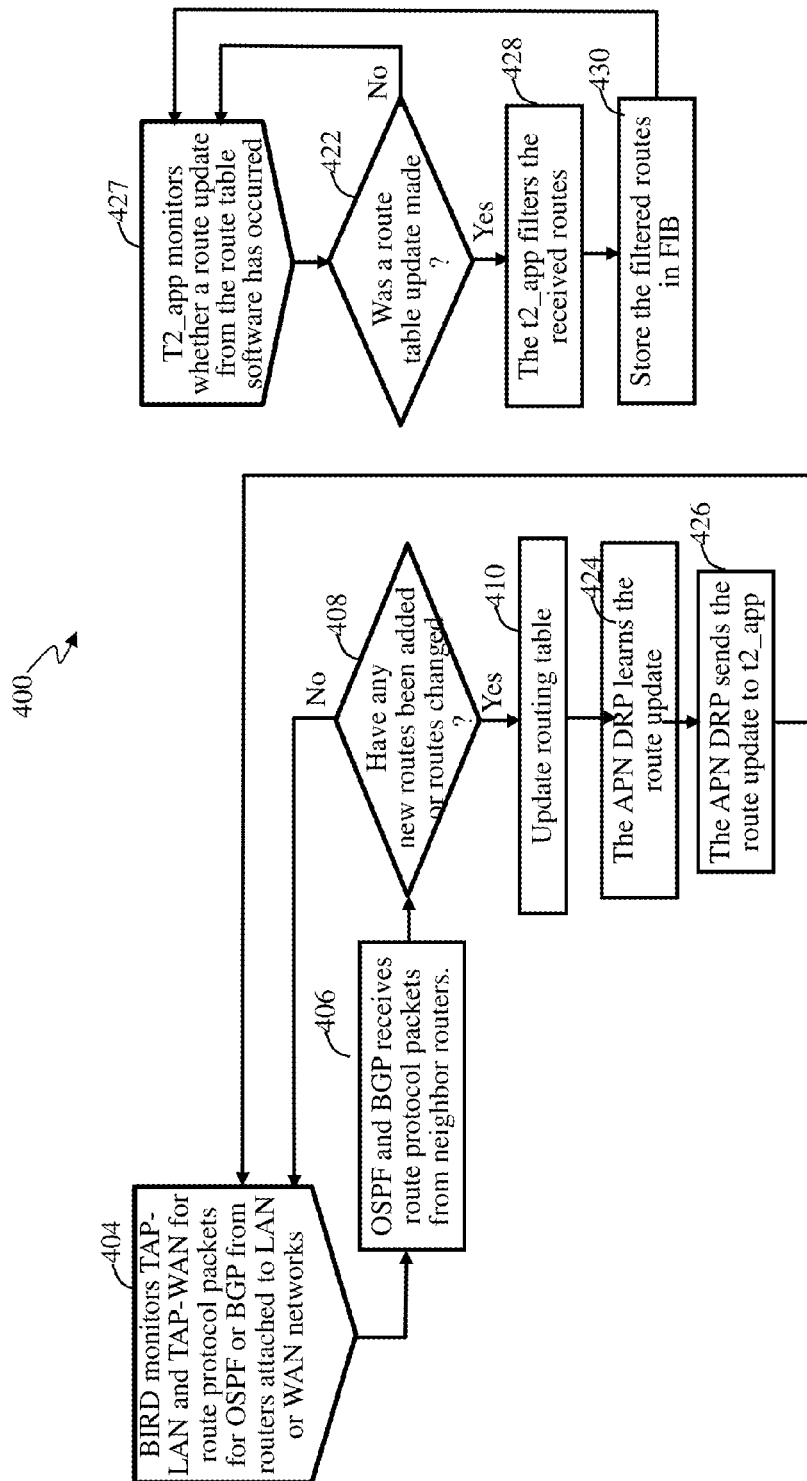 400
404
BIRD monitors TAP-
LAN and TAP-WAN for
route protocol packets
for OSPF or BGP from
routers attached to LAN
or WAN networks
406
OSPF and BGP receives
route protocol packets
from neighbor routers.
408
Have any
new routes been added
or routes changed
?
No
Yes
410
Update routing table
424
The APN DRP learns the
route update
426
The APN DRP sends the
route update to t2_app
427
T2_app monitors
whether a route update
from the route table
software has occurred
422
Was a route
table update made
?
No
Yes
428
The t2_app filters the
received routes
430
Store the filtered routes
in FIB